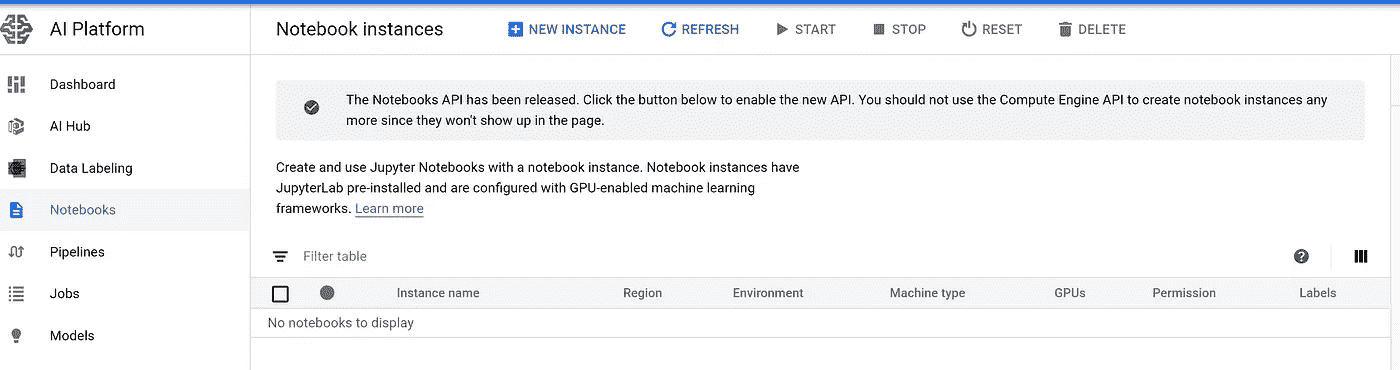 AI Platform
Notebook instances
NEW INSTANCE
REFRESH
START
STOP
RESET
DELETE
Dashboard
AI Hub
Data Labeling
Notebooks
Pipelines
Jobs
Models
The Notebooks API has been released. Click the button below to enable the new API. You should not use the Compute Engine API to create notebook instances any
more since they won't show up in the page.
Create and use Jupyter Notebooks with a notebook instance. Notebook instances have
JupyterLab pre-installed and are configured with GPU-enabled machine learning
frameworks. Learn more
Filter table
Instance name
Region
Environment
Machine type
GPUs
Permission
Labels
No notebooks to display